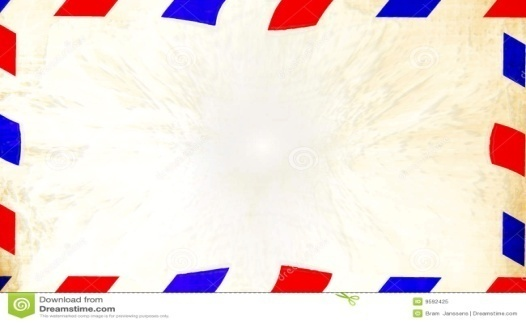 Download from
Dreamstime.com
This watermarked comp image is for previewing purposes only.
9592425
Bram Janssens | Dreamstime.com